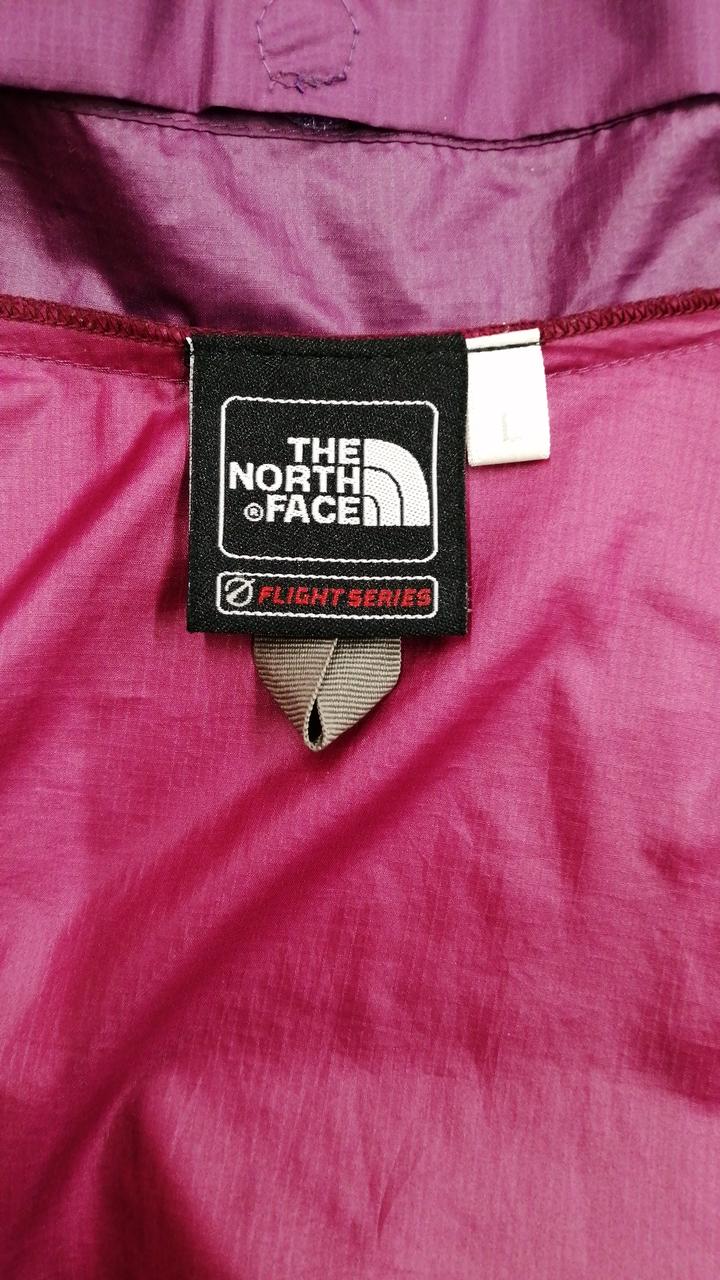 THE
NORTH
®FACE
L
FLIGHT SERIES